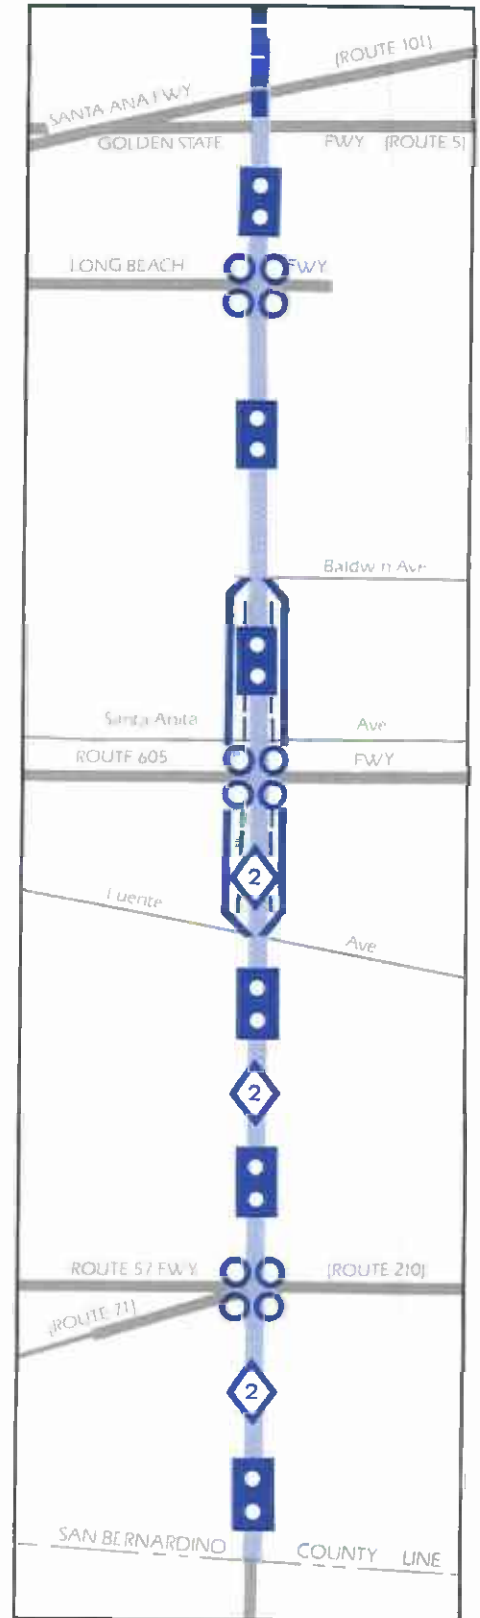 (ROUTE 101)
SANTA ANA FWY
GOLDEN STATE FWY (ROUTE 5)
LONG BEACH FWY
Baldwin Ave
Santa Anita Ave
ROUTE 605 FWY
2
Puente Ave
2
ROUTE 57 FWY (ROUTE 210)
(ROUTE 71)
2
SAN BERNARDINO COUNTY LINE